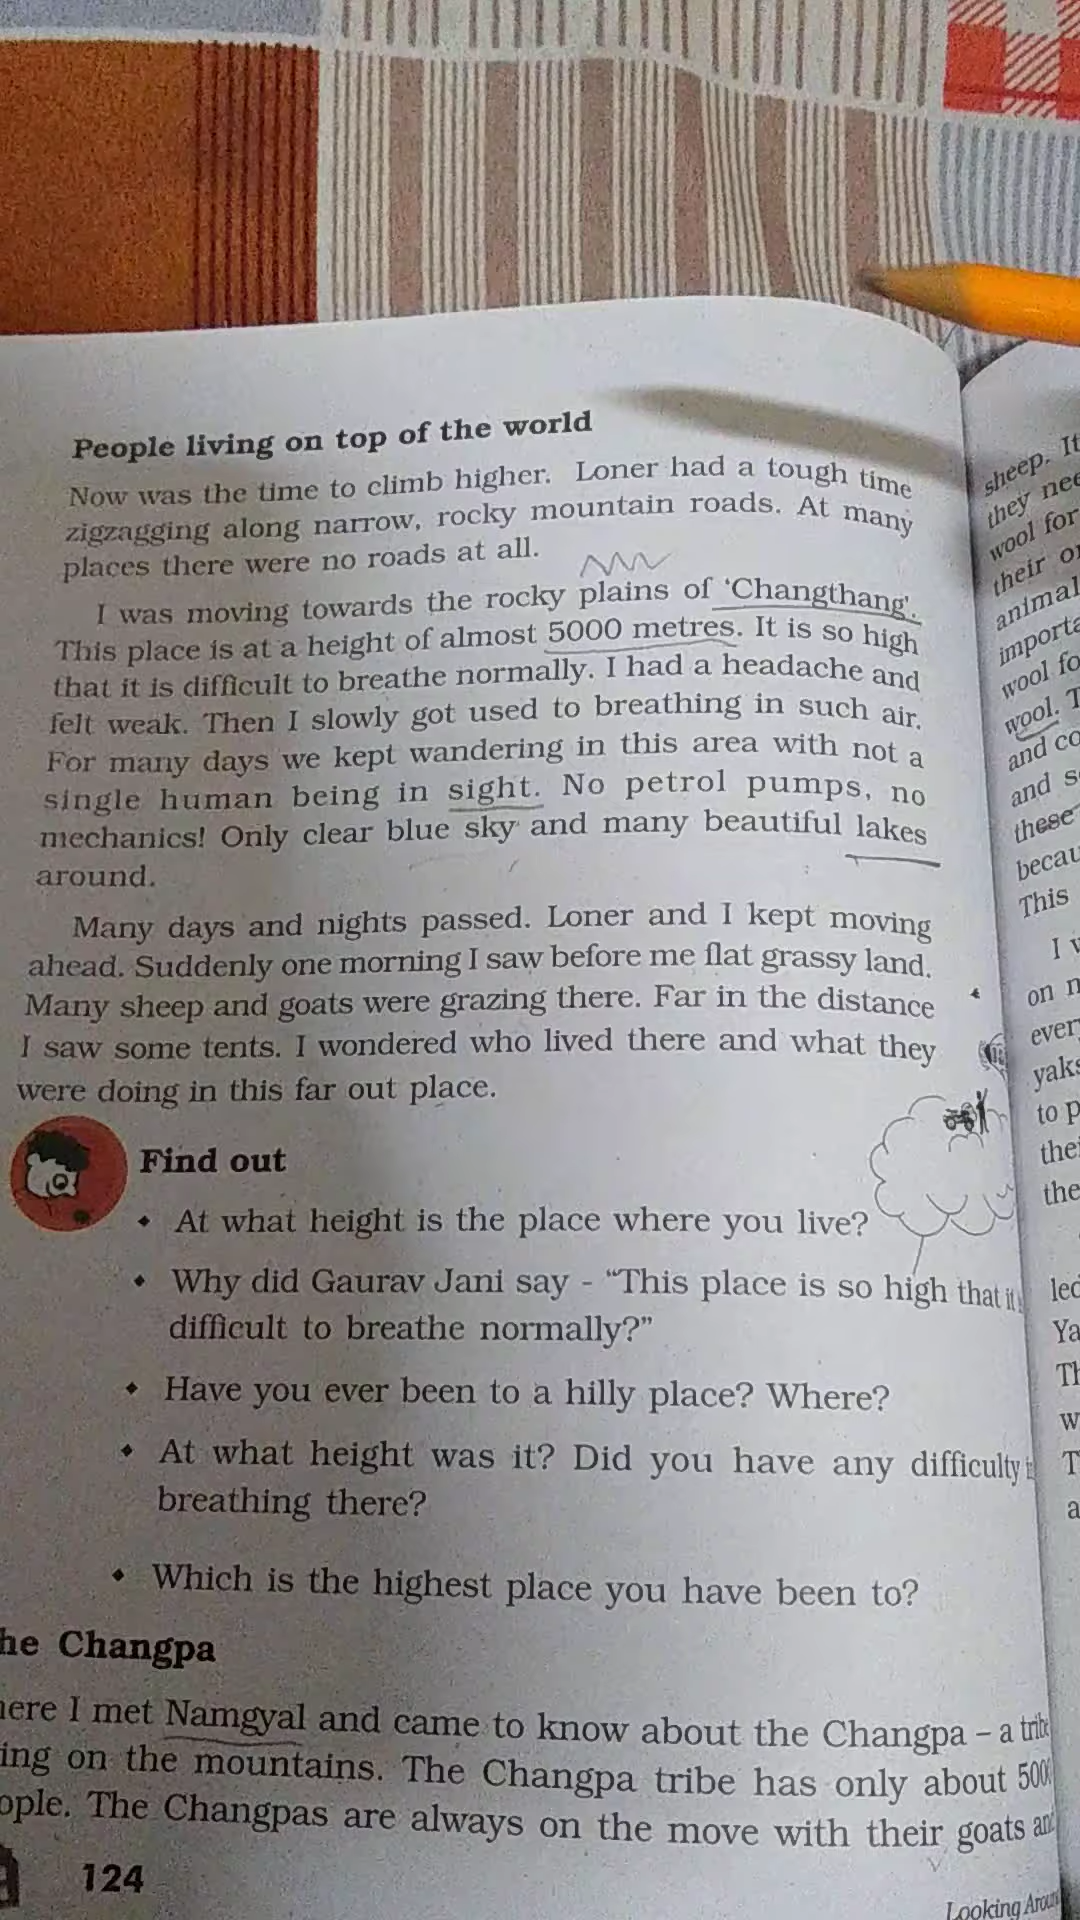 People living on top of the world
Now was the time to climb higher. Loner had a tough time
zigzagging along narrow, rocky mountain roads. At many
places there were no roads at all.
I was moving towards the rocky plains of 'Changthang'.
This place is at a height of almost 5000 metres. It is so high
that it is difficult to breathe normally. I had a headache and
felt weak. Then I slowly got used to breathing in such air.
For many days we kept wandering in this area with not a
single human being in sight. No petrol pumps, no
mechanics! Only clear blue sky and many beautiful lakes
around.
Many days and nights passed. Loner and I kept moving
ahead. Suddenly one morning I saw before me flat grassy land.
Many sheep and goats were grazing there. Far in the distance
I saw some tents. I wondered who lived there and what they
were doing in this far out place.
Find out
• At what height is the place where you live?
• Why did Gaurav Jani say - "This place is so high that it
difficult to breathe normally?"
• Have you ever been to a hilly place? Where?
• At what height was it? Did you have any difficulty
breathing there?
• Which is the highest place you have been to?
he Changpa
here I met Namgyal and came to know about the Changpa – a tribe
ing on the mountains. The Changpa tribe has only about 500
ople. The Changpas are always on the move with their goats and
124
Looking Aroun
sheep. It
they nee
wool for
their
animal
importa
wool fo
wool. T
and co
and s
these
becau
This
I
on
ever
yaks
to p
the
the
led
Ya
Th
w
T
a